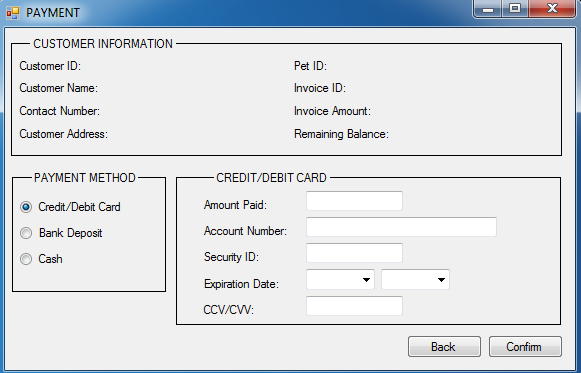 PAYMENT
CUSTOMER INFORMATION
Customer ID:
Pet ID:
Customer Name:
Invoice ID:
Contact Number:
Invoice Amount:
Customer Address:
Remaining Balance:
PAYMENT METHOD
Credit/Debit Card
Bank Deposit
Cash
CREDIT/DEBIT CARD
Amount Paid:
Account Number:
Security ID:
Expiration Date:
CCV/CVV:
Back
Confirm